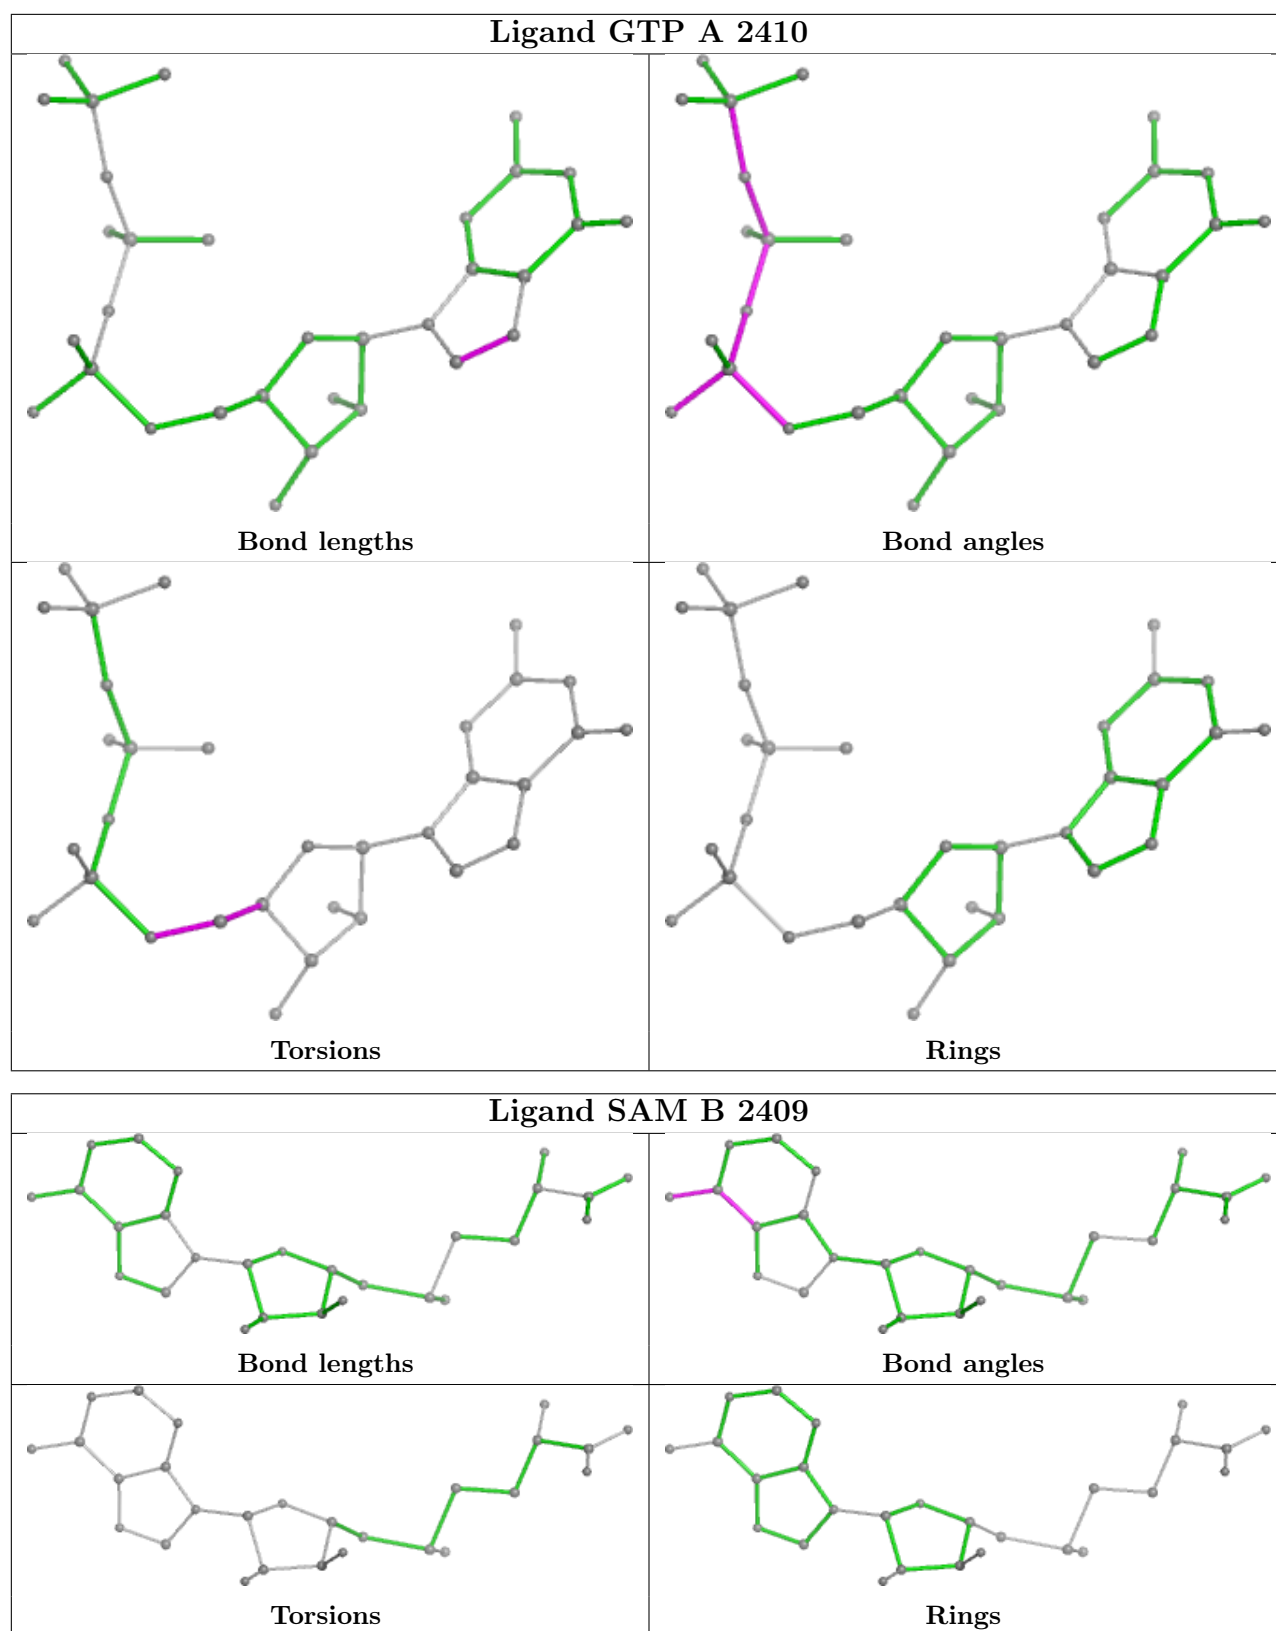 Ligand GTP A 2410
Bond lengths
Bond angles
Torsions
Rings
Ligand SAM B 2409
Bond lengths
Bond angles
Torsions
Rings